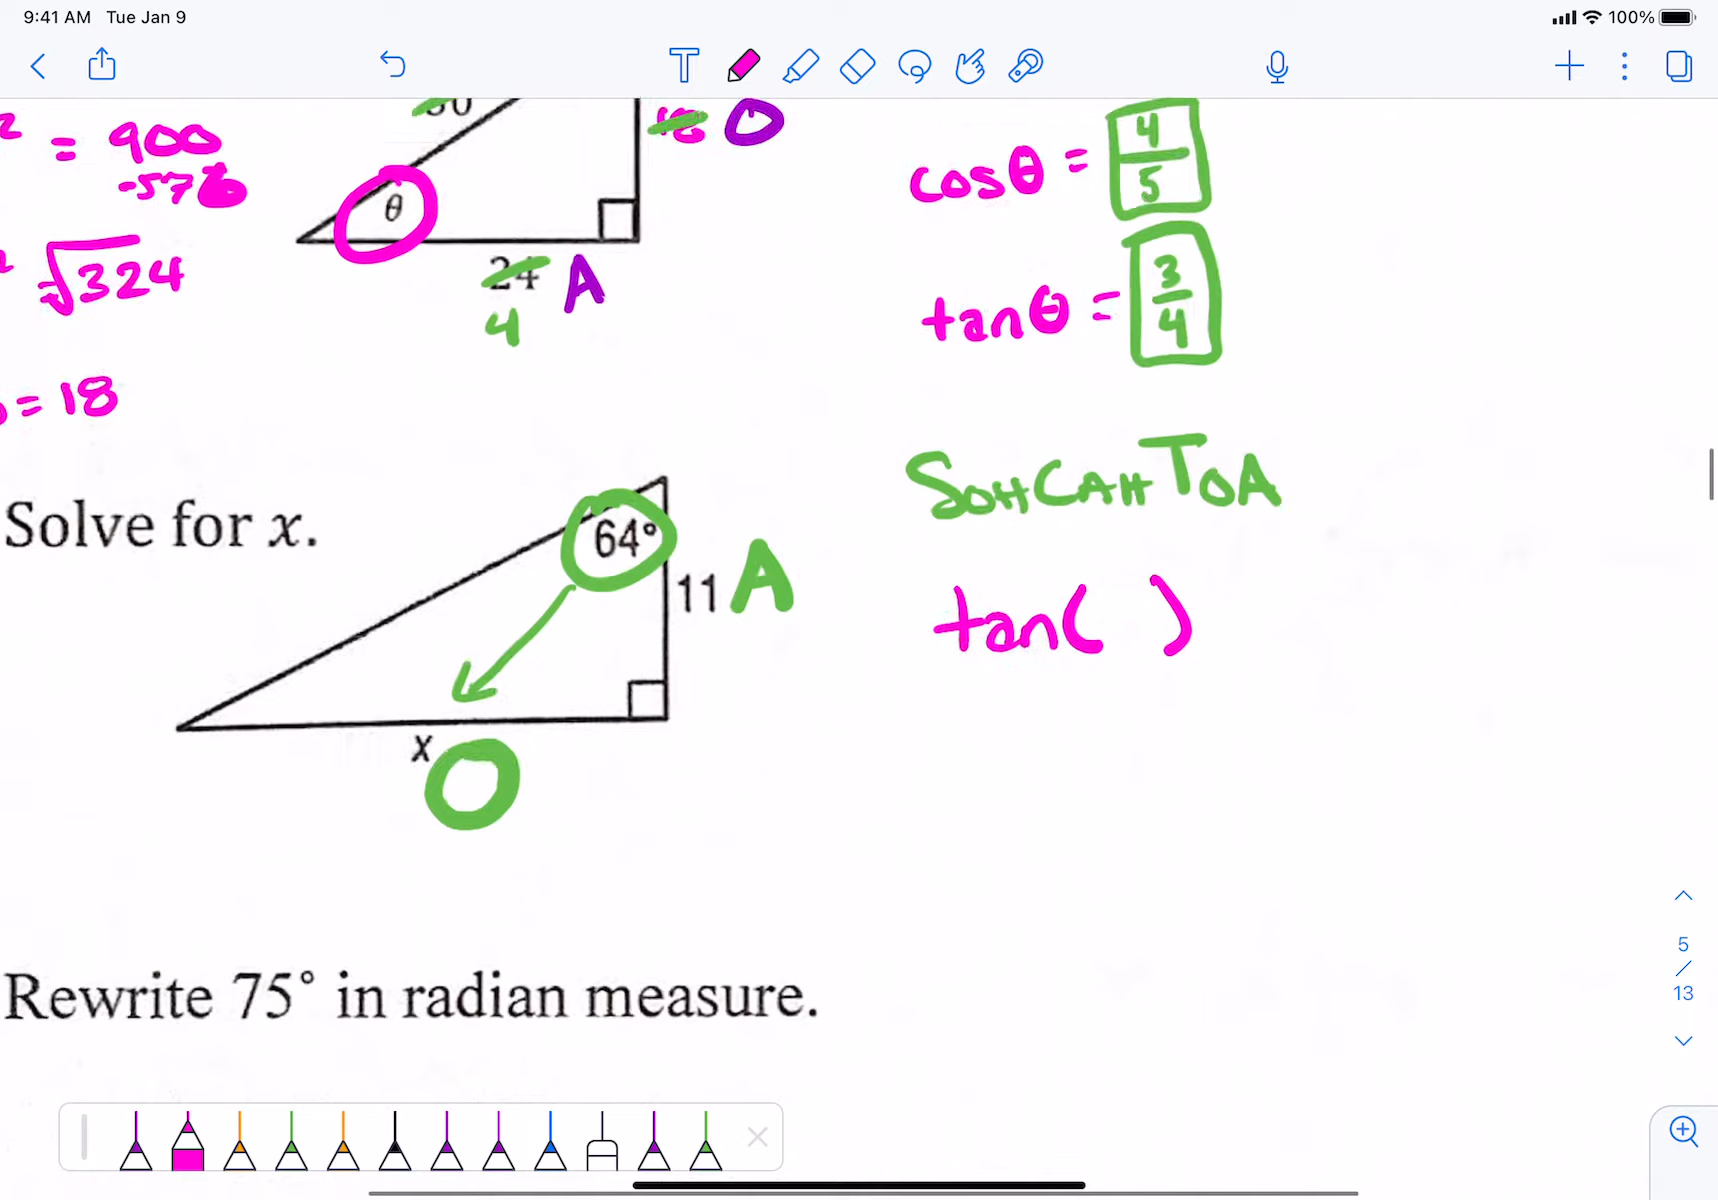 9:41 AM Tue Jan 9
100%
= 900
-576
θ
24 A
4
O
√324
= 18
cosθ = 4/5
tanθ = 3/4
SOHCAHTOA
Solve for x.
64°
11 A
x O
tan( )
Rewrite 75° in radian measure.
5
/
13